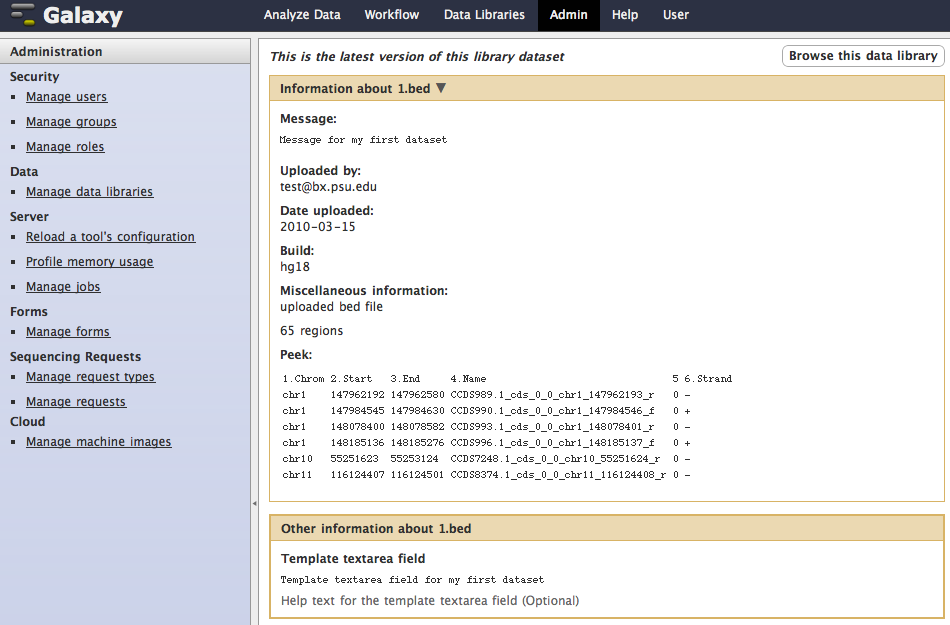 Galaxy
Analyze Data Workflow Data Libraries Admin Help User
Administration
Security
Manage users
Manage groups
Manage roles
Data
Manage data libraries
Server
Reload a tool's configuration
Profile memory usage
Manage jobs
Forms
Manage forms
Sequencing Requests
Manage request types
Manage requests
Cloud
Manage machine images
This is the latest version of this library dataset
Browse this data library
Information about 1.bed ▼
Message:
Message for my first dataset
Uploaded by:
test@bx.psu.edu
Date uploaded:
2010-03-15
Build:
hg18
Miscellaneous information:
uploaded bed file
65 regions
Peek:
1.Chrom 2.Start 3.End 4.Name 5 6.Strand
chr1 147962192 147962580 CCDS989.1_cds_0_0_chr1_147962193_r 0 -
chr1 147984545 147984630 CCDS990.1_cds_0_0_chr1_147984546_f 0 +
chr1 148078400 148078582 CCDS993.1_cds_0_0_chr1_148078401_r 0 -
chr1 148185136 148185276 CCDS996.1_cds_0_0_chr1_148185137_f 0 +
chr10 55251623 55253124 CCDS7248.1_cds_0_0_chr10_55251624_r 0 -
chr11 116124407 116124501 CCDS8374.1_cds_0_0_chr11_116124408_r 0 -
Other information about 1.bed
Template textarea field
Template textarea field for my first dataset
Help text for the template textarea field (Optional)